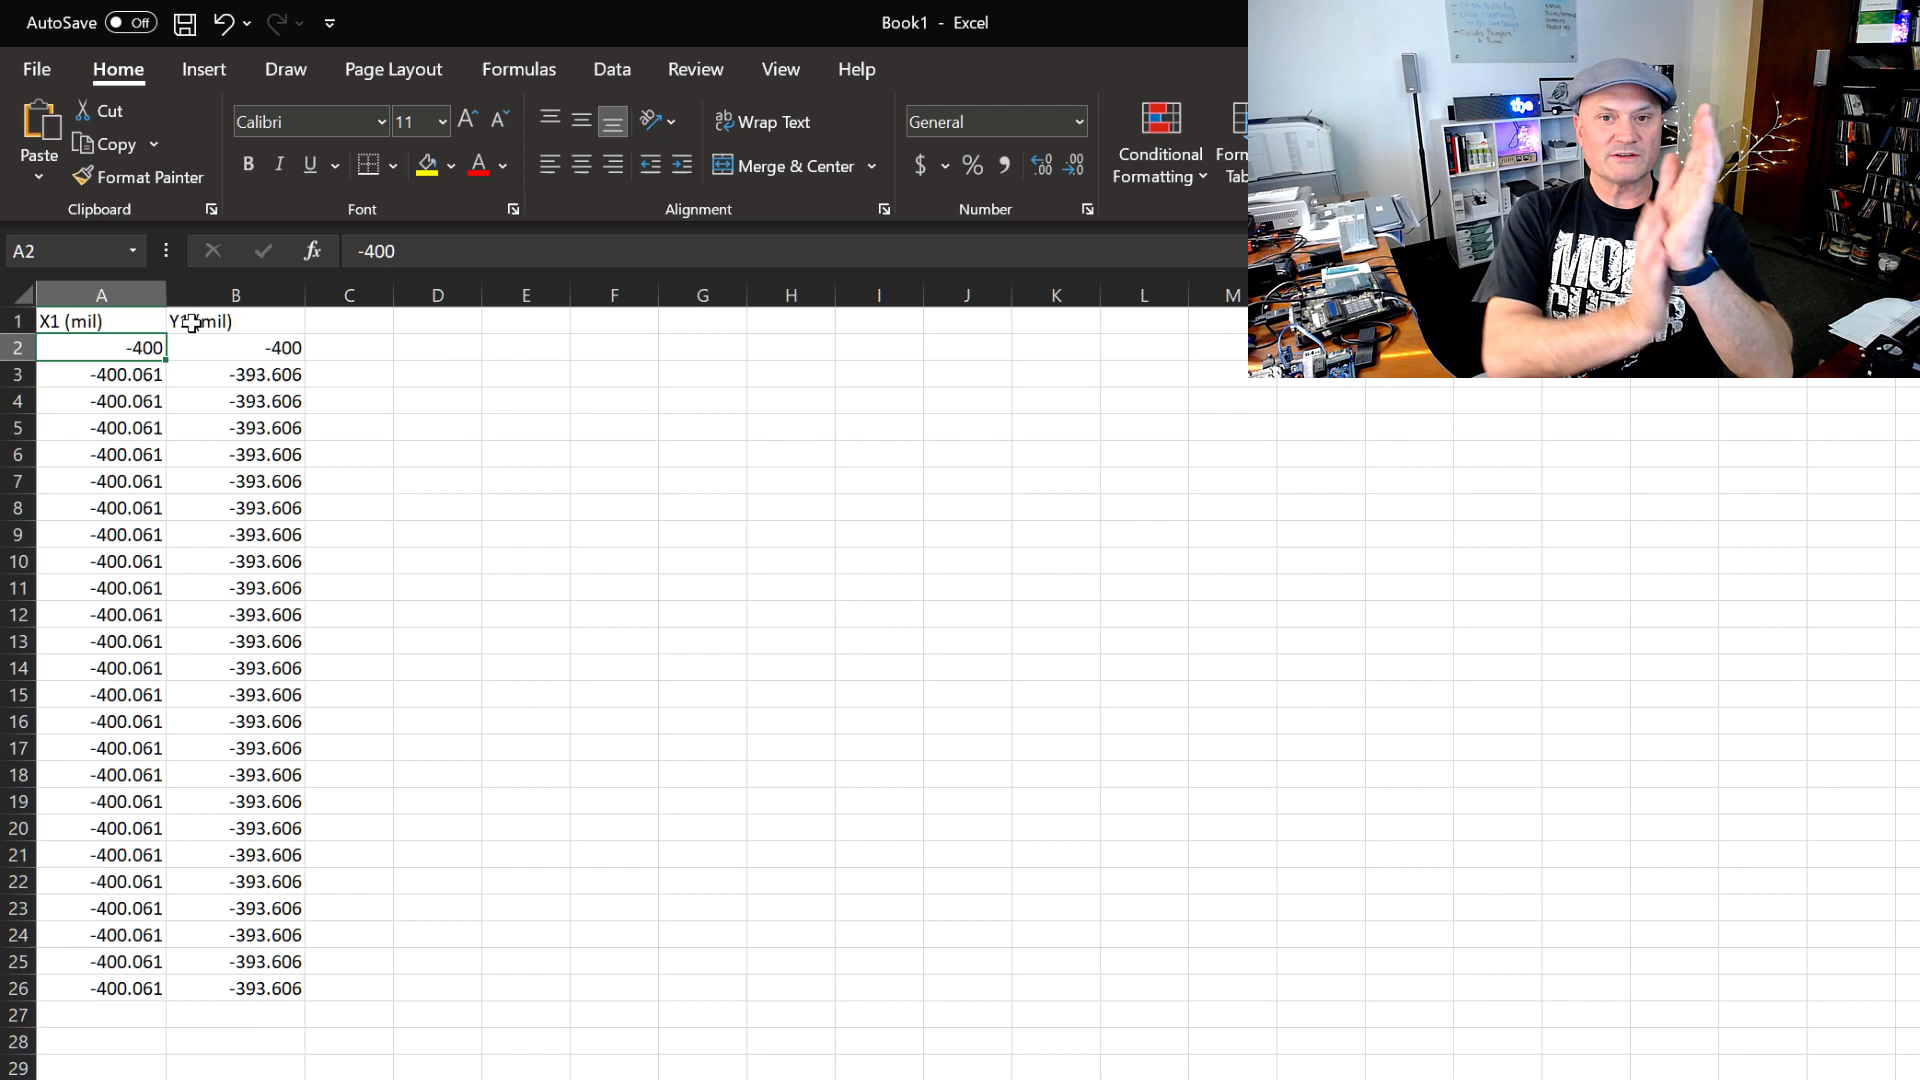 AutoSave Off
Book1 - Excel
File Home Insert Draw Page Layout Formulas Data Review View Help
Paste
Cut
Copy
Format Painter
Clipboard
Calibri 11
B I U
Font
Wrap Text
Merge & Center
Alignment
General
$ % 9
Number
Conditional
Formatting
A2 fx -400
A B C D E F G H I J K L M
1 X1 (mil)
2 -400 -400
3 -400.061 -393.606
4 -400.061 -393.606
5 -400.061 -393.606
6 -400.061 -393.606
7 -400.061 -393.606
8 -400.061 -393.606
9 -400.061 -393.606
10 -400.061 -393.606
11 -400.061 -393.606
12 -400.061 -393.606
13 -400.061 -393.606
14 -400.061 -393.606
15 -400.061 -393.606
16 -400.061 -393.606
17 -400.061 -393.606
18 -400.061 -393.606
19 -400.061 -393.606
20 -400.061 -393.606
21 -400.061 -393.606
22 -400.061 -393.606
23 -400.061 -393.606
24 -400.061 -393.606
25 -400.061 -393.606
26 -400.061 -393.606
27
28
29
the